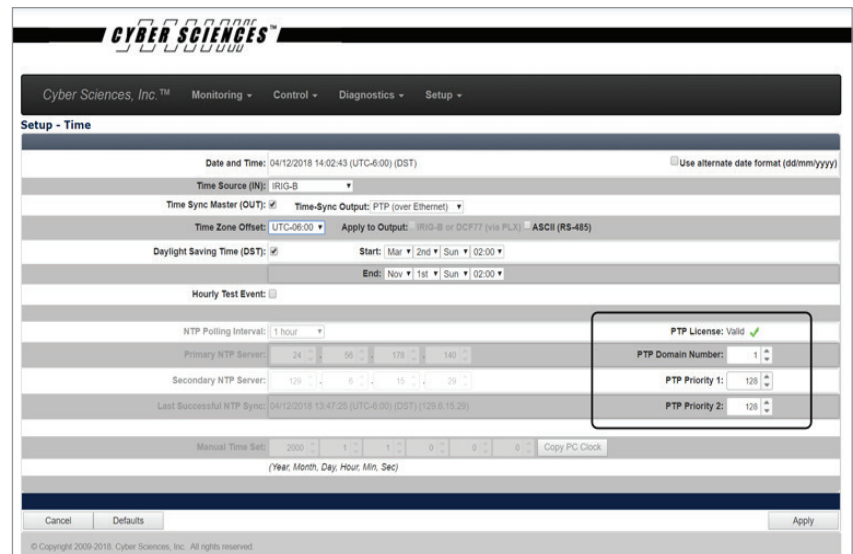 CYBER SCIENCES™
Cyber Sciences, Inc.™ Monitoring Control Diagnostics Setup
Setup - Time
Date and Time: 04/12/2018 14:02:43 (UTC-6:00) (DST) Use alternate date format (dd/mm/yyyy)
Time Source (IN): IRIG-B
Time Sync Master (OUT): Time-Sync Output: PTP (over Ethernet)
Time Zone Offset: UTC-06:00 Apply to Output: IRIG-B or DCF77 (via PLX) ASCII (RS-485)
Daylight Saving Time (DST): Start: Mar 2nd Sun 02:00
End: Nov 1st Sun 02:00
Hourly Test Event:
NTP Polling Interval: 1 hour PTP License: Valid
Primary NTP Server: 24 . 56 . 178 . 140 PTP Domain Number: 1
Secondary NTP Server: 129 . 6 . 15 . 29 PTP Priority 1: 128
Last Successful NTP Sync: 04/12/2018 13:47:25 (UTC-6:00) (DST) (129.6.15.29) PTP Priority 2: 128
Manual Time Set: 2000 1 1 0 0 0 Copy PC Clock
(Year, Month, Day, Hour, Min, Sec)
Cancel Defaults Apply
© Copyright 2009-2018, Cyber Sciences, Inc. All rights reserved.